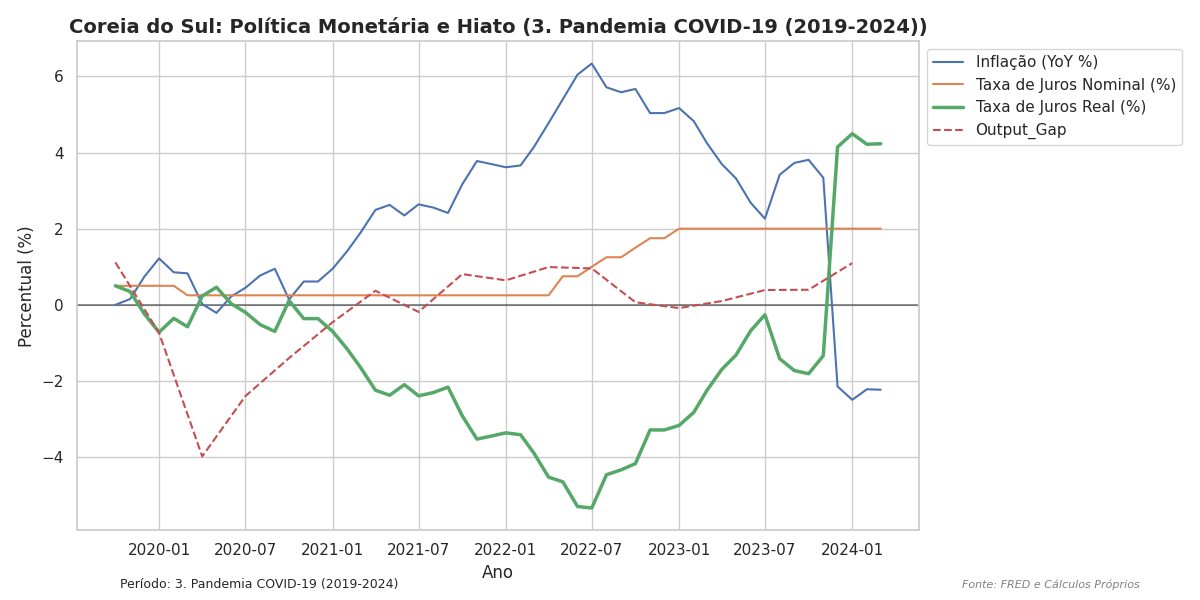 Coreia do Sul: Política Monetária e Hiato (3. Pandemia COVID-19 (2019-2024))
Inflação (YoY %)
Taxa de Juros Nominal (%)
Taxa de Juros Real (%)
Output_Gap
Percentual (%)
6
4
2
0
−2
−4
2020-01 2020-07 2021-01 2021-07 2022-01 2022-07 2023-01 2023-07 2024-01
Ano
Período: 3. Pandemia COVID-19 (2019-2024)
Fonte: FRED e Cálculos Próprios